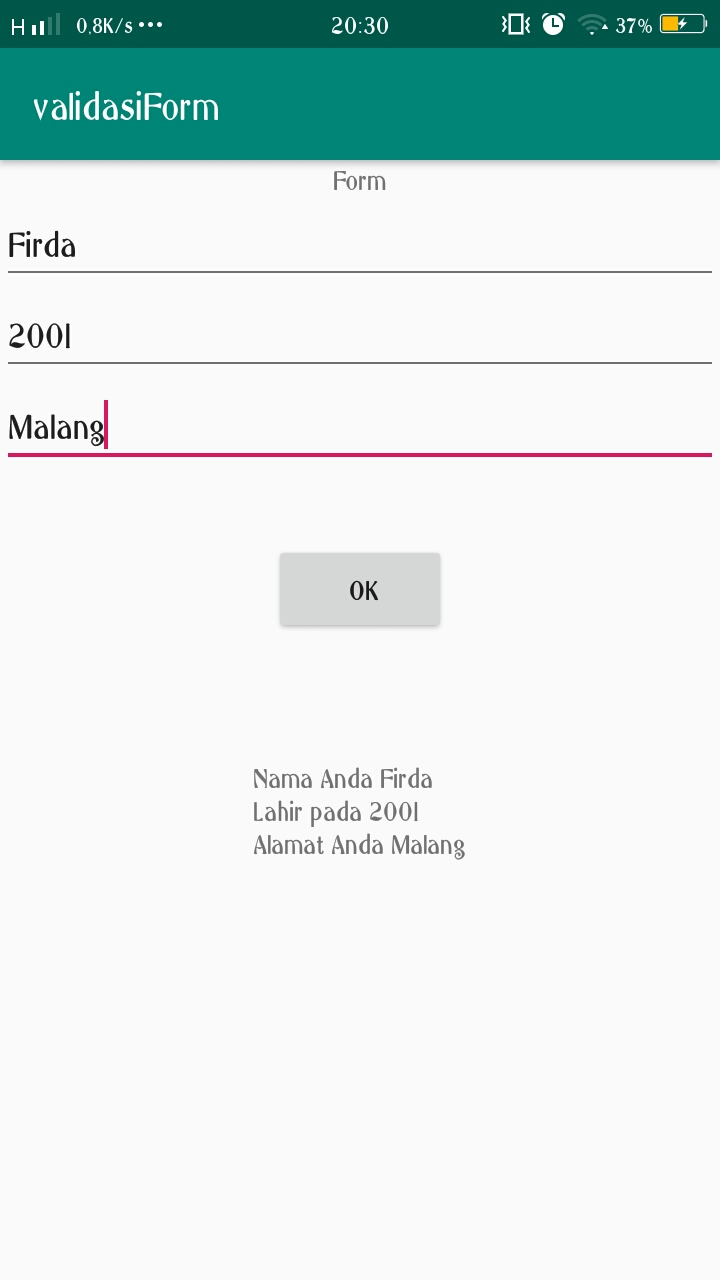 H 0.8K/s ••• 20:30 37%
validasiForm
Form
Firda
2001
Malang
OK
Nama Anda Firda
Lahir pada 2001
Alamat Anda Malang